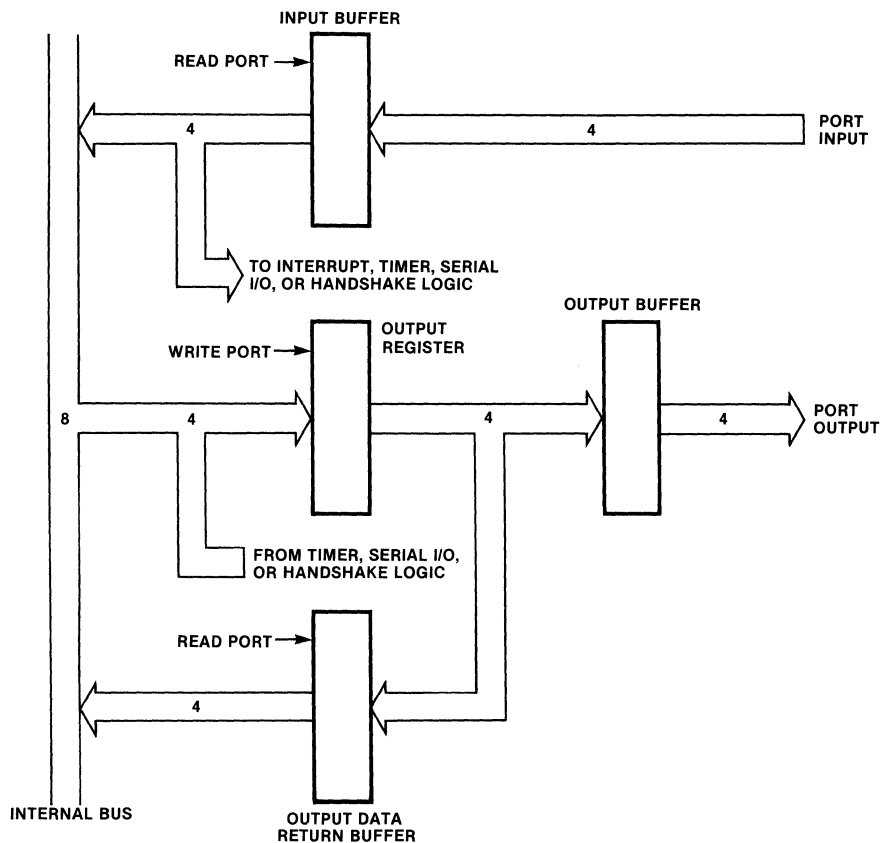 INPUT BUFFER
READ PORT
4
4
PORT
INPUT
TO INTERRUPT, TIMER, SERIAL
I/O, OR HANDSHAKE LOGIC
OUTPUT BUFFER
OUTPUT
REGISTER
WRITE PORT
8
4
4
4
PORT
OUTPUT
FROM TIMER, SERIAL I/O,
OR HANDSHAKE LOGIC
READ PORT
4
INTERNAL BUS
OUTPUT DATA
RETURN BUFFER